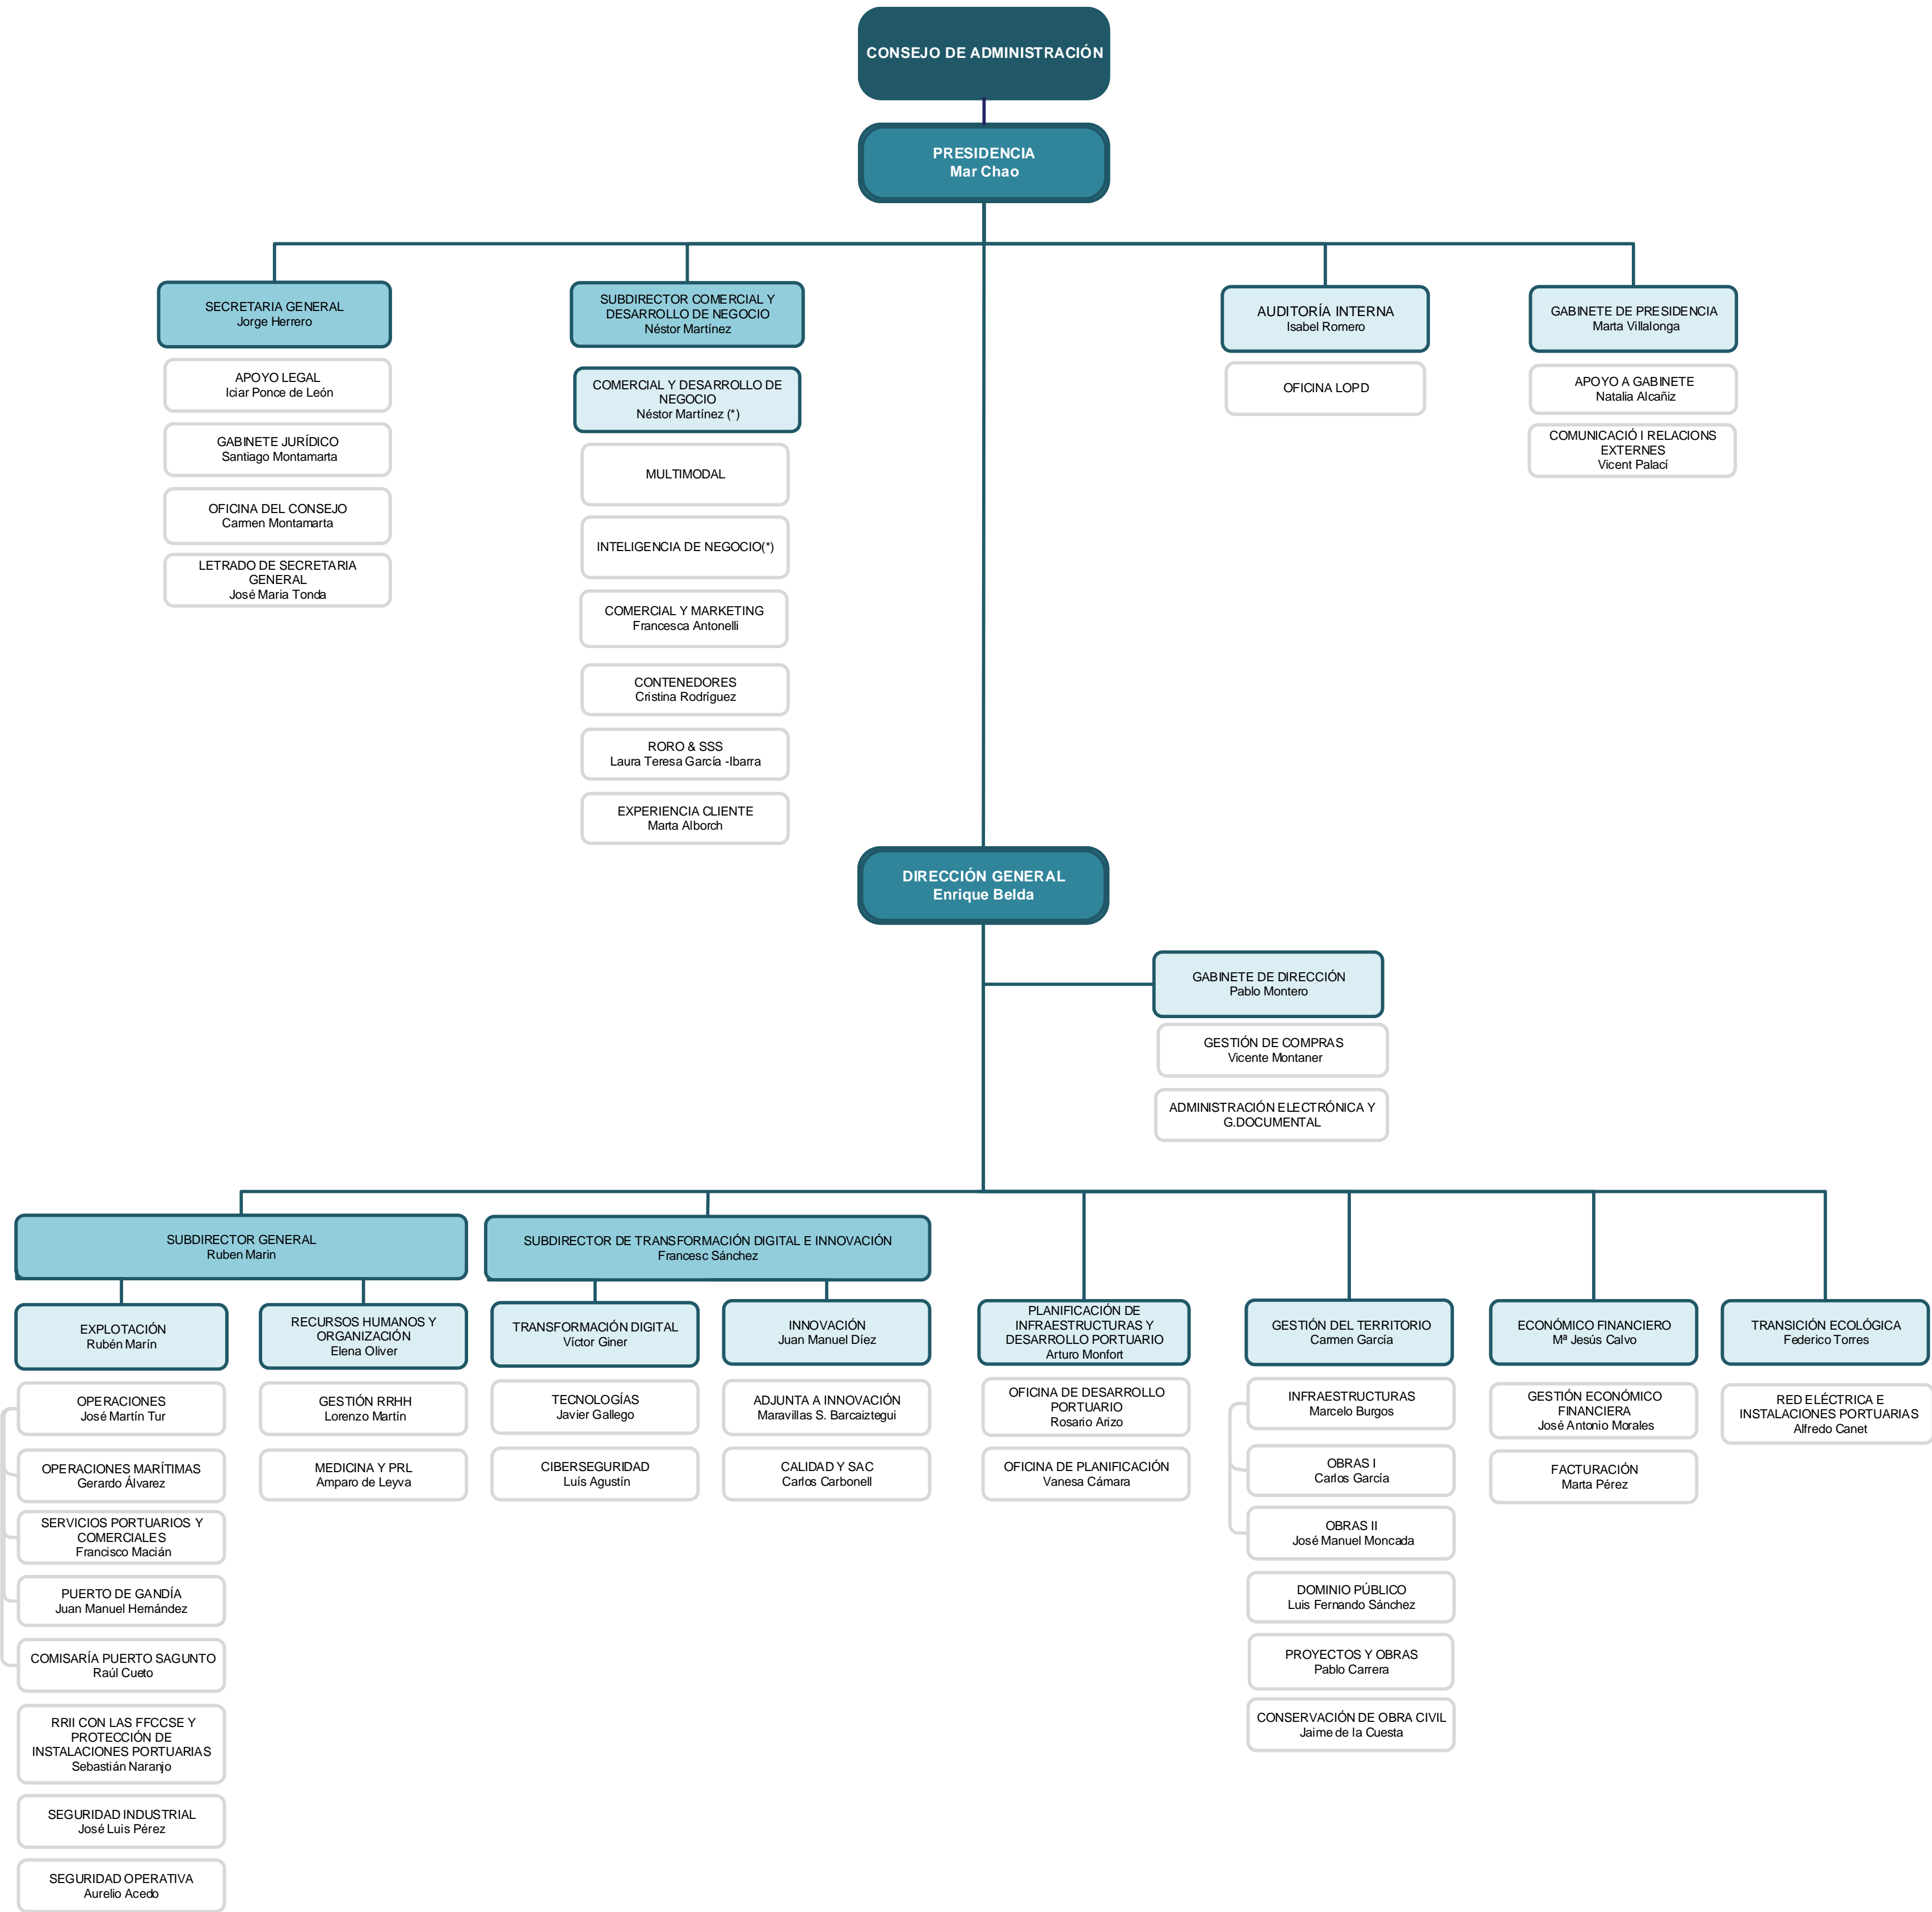 CONSEJO DE ADMINISTRACIÓN
PRESIDENCIA
Mar Chao
SECRETARIA GENERAL
Jorge Herrero
APOYO LEGAL
Iciar Ponce de León
GABINETE JURÍDICO
Santiago Montamarta
OFICINA DEL CONSEJO
Carmen Montamarta
LETRADO DE SECRETARIA
GENERAL
José Maria Tonda
SUBDIRECTOR COMERCIAL Y
DESARROLLO DE NEGOCIO
Néstor Martínez
COMERCIAL Y DESARROLLO DE
NEGOCIO
Néstor Martínez (*)
MULTIMODAL
INTELIGENCIA DE NEGOCIO(*)
COMERCIAL Y MARKETING
Francesca Antonelli
CONTENEDORES
Cristina Rodríguez
RORO & SSS
Laura Teresa García -Ibarra
EXPERIENCIA CLIENTE
Marta Alborch
AUDITORÍA INTERNA
Isabel Romero
OFICINA LOPD
GABINETE DE PRESIDENCIA
Marta Villalonga
APOYO A GABINETE
Natalia Alcañiz
COMUNICACIÓ I RELACIONS
EXTERNES
Vicent Palací
DIRECCIÓN GENERAL
Enrique Belda
GABINETE DE DIRECCIÓN
Pablo Montero
GESTIÓN DE COMPRAS
Vicente Montaner
ADMINISTRACIÓN ELECTRÓNICA Y
G.DOCUMENTAL
SUBDIRECTOR GENERAL
Ruben Marin
EXPLOTACIÓN
Rubén Marín
OPERACIONES
José Martín Tur
OPERACIONES MARÍTIMAS
Gerardo Álvarez
SERVICIOS PORTUARIOS Y
COMERCIALES
Francisco Macián
PUERTO DE GANDÍA
Juan Manuel Hernández
COMISARÍA PUERTO SAGUNTO
Raúl Cueto
RRII CON LAS FFCCSE Y
PROTECCIÓN DE
INSTALACIONES PORTUARIAS
Sebastián Naranjo
SEGURIDAD INDUSTRIAL
José Luis Pérez
SEGURIDAD OPERATIVA
Aurelio Acedo
RECURSOS HUMANOS Y
ORGANIZACIÓN
Elena Oliver
GESTIÓN RRHH
Lorenzo Martín
MEDICINA Y PRL
Amparo de Leyva
SUBDIRECTOR DE TRANSFORMACIÓN DIGITAL E INNOVACIÓN
Francesc Sánchez
TRANSFORMACIÓN DIGITAL
Víctor Giner
TECNOLOGÍAS
Javier Gallego
CIBERSEGURIDAD
Luís Agustín
INNOVACIÓN
Juan Manuel Díez
ADJUNTA A INNOVACIÓN
Maravillas S. Barcaiztegui
CALIDAD Y SAC
Carlos Carbonell
PLANIFICACIÓN DE
INFRAESTRUCTURAS Y
DESARROLLO PORTUARIO
Arturo Monfort
OFICINA DE DESARROLLO
PORTUARIO
Rosario Arizo
OFICINA DE PLANIFICACIÓN
Vanesa Cámara
GESTIÓN DEL TERRITORIO
Carmen García
INFRAESTRUCTURAS
Marcelo Burgos
OBRAS I
Carlos García
OBRAS II
José Manuel Moncada
DOMINIO PÚBLICO
Luis Fernando Sánchez
PROYECTOS Y OBRAS
Pablo Carrera
CONSERVACIÓN DE OBRA CIVIL
Jaime de la Cuesta
ECONÓMICO FINANCIERO
Mª Jesús Calvo
GESTIÓN ECONÓMICO
FINANCIERA
José Antonio Morales
FACTURACIÓN
Marta Pérez
TRANSICIÓN ECOLÓGICA
Federico Torres
RED ELÉCTRICA E
INSTALACIONES PORTUARIAS
Alfredo Canet